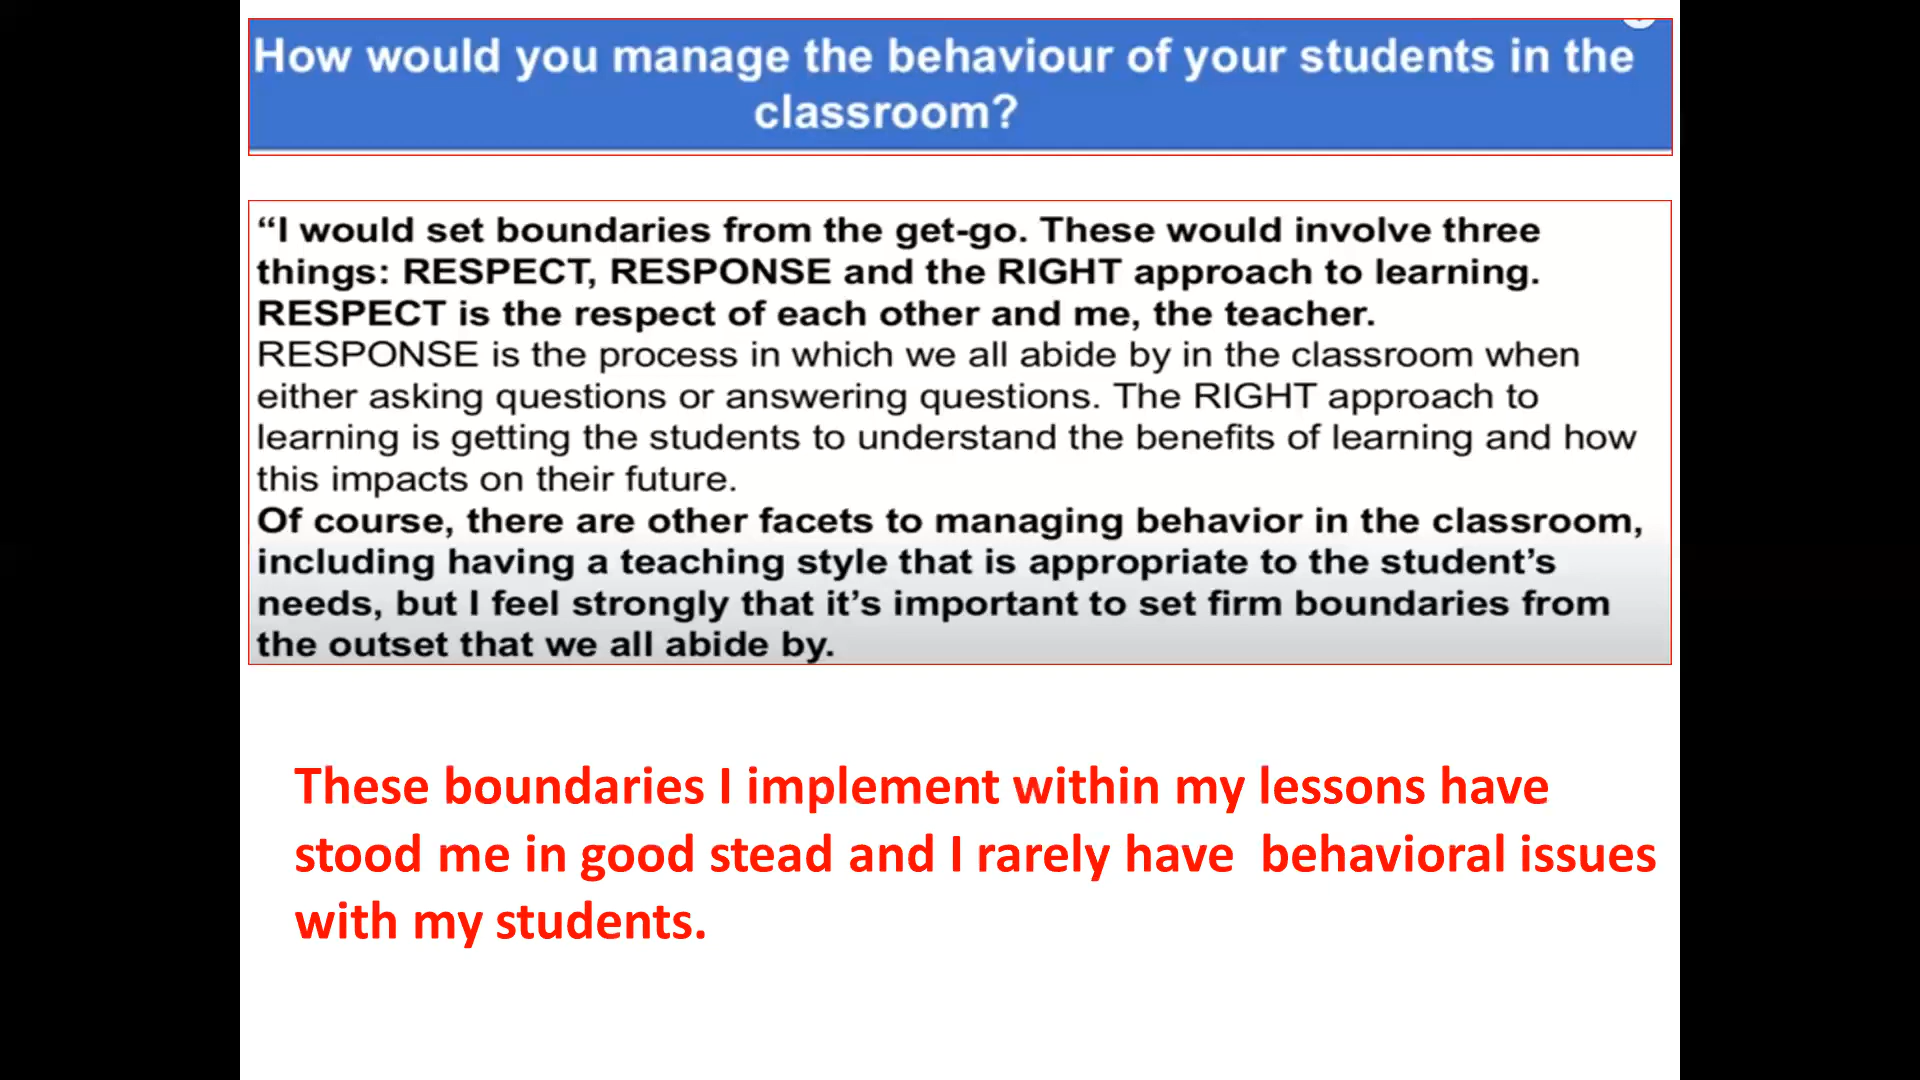 How would you manage the behaviour of your students in the
classroom?
“I would set boundaries from the get-go. These would involve three
things: RESPECT, RESPONSE and the RIGHT approach to learning.
RESPECT is the respect of each other and me, the teacher.
RESPONSE is the process in which we all abide by in the classroom when
either asking questions or answering questions. The RIGHT approach to
learning is getting the students to understand the benefits of learning and how
this impacts on their future.
Of course, there are other facets to managing behavior in the classroom,
including having a teaching style that is appropriate to the student’s
needs, but I feel strongly that it’s important to set firm boundaries from
the outset that we all abide by.
These boundaries I implement within my lessons have
stood me in good stead and I rarely have  behavioral issues
with my students.